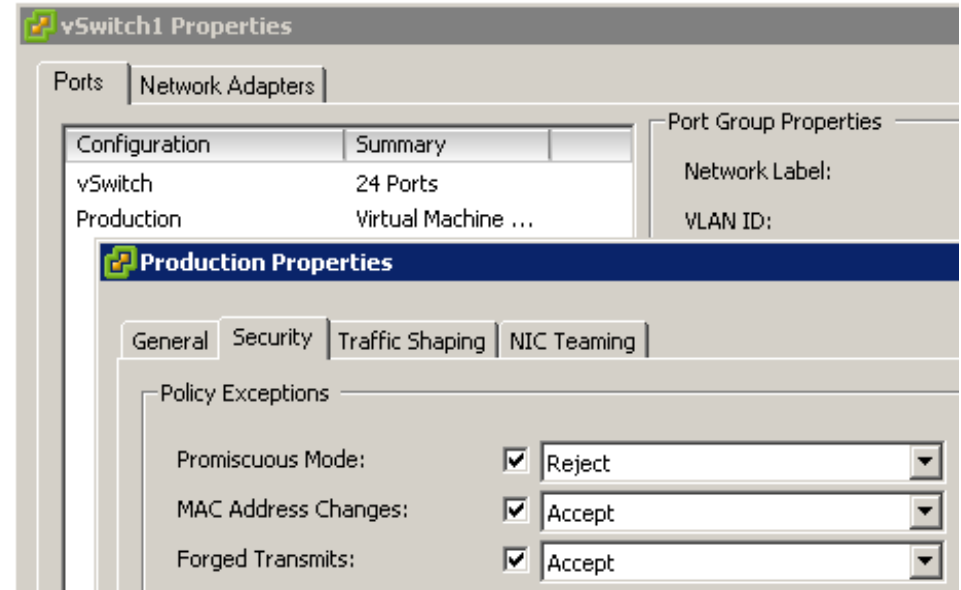 vSwitch1 Properties
Ports Network Adapters
Configuration Summary
vSwitch 24 Ports
Production Virtual Machine ...
Port Group Properties
Network Label:
VLAN ID:
Production Properties
General Security Traffic Shaping NIC Teaming
Policy Exceptions
Promiscuous Mode: Reject
MAC Address Changes: Accept
Forged Transmits: Accept